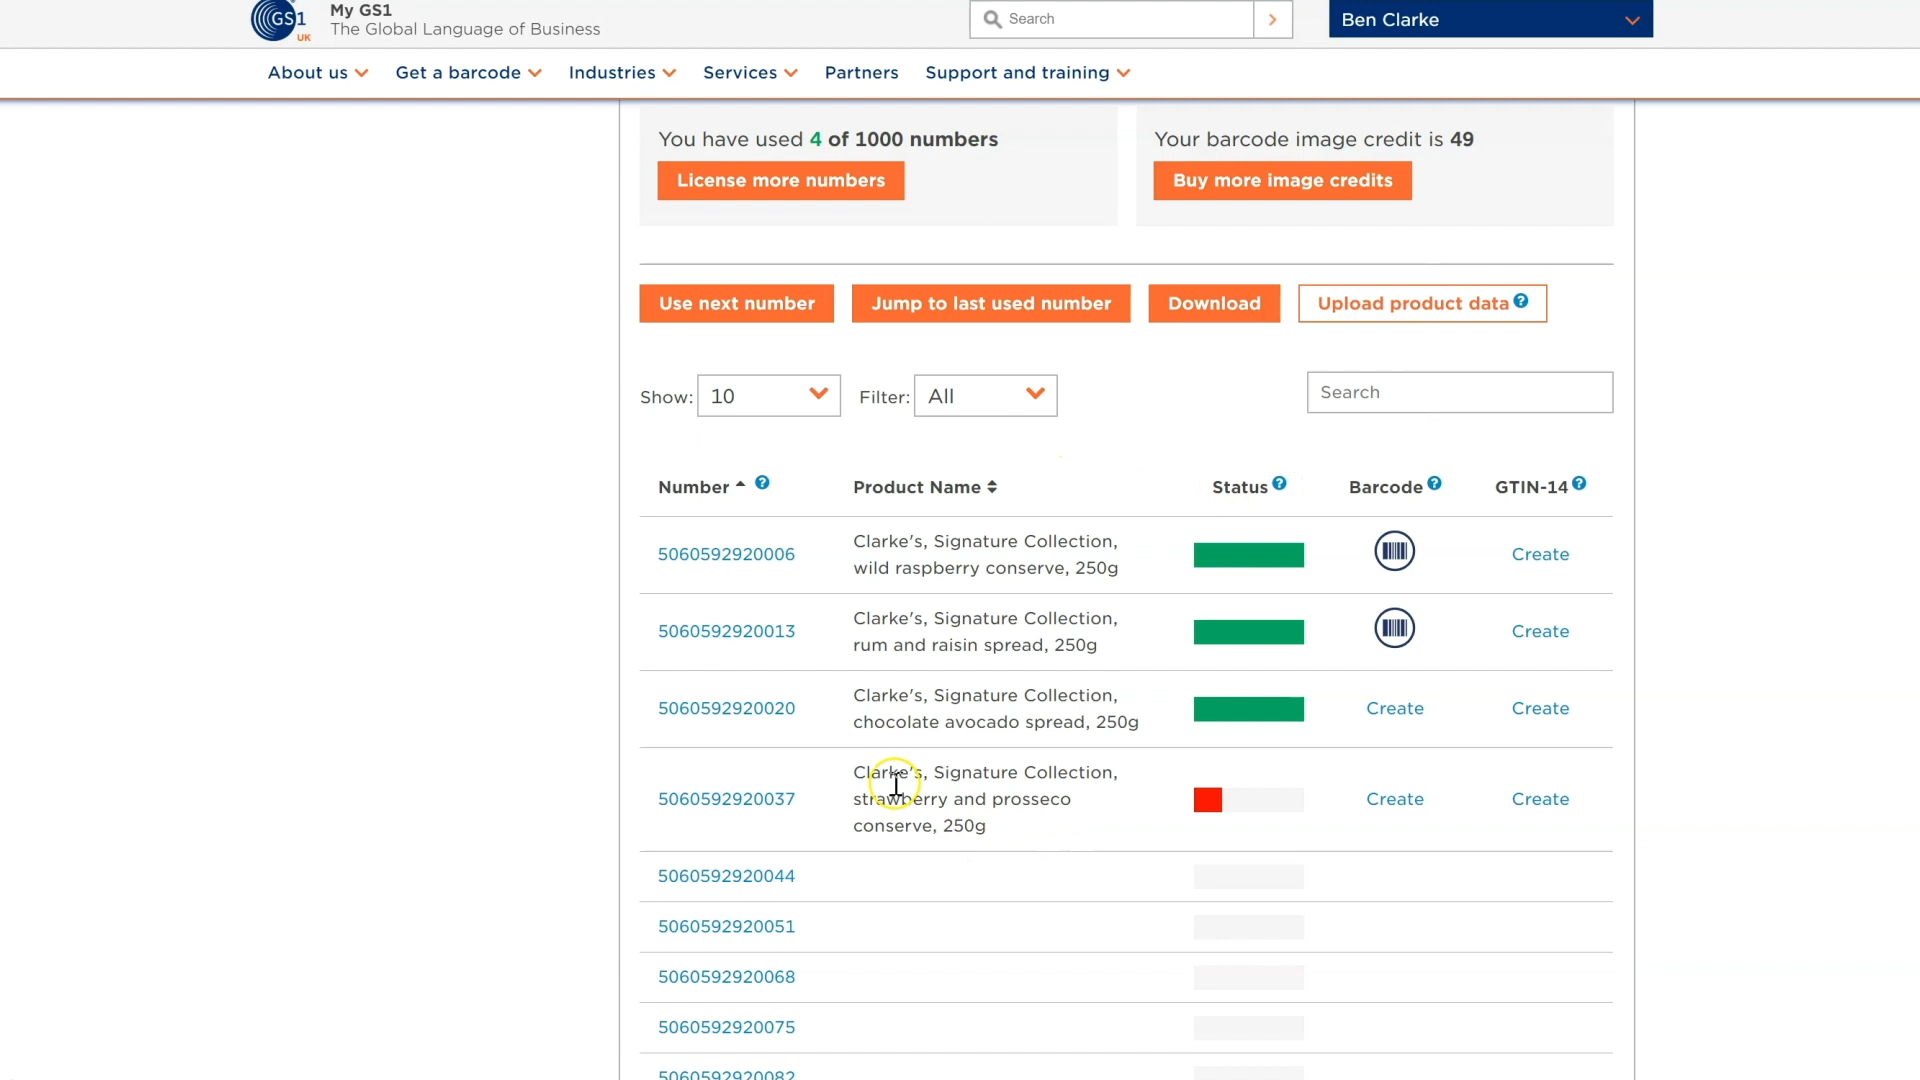 GS1
UK
My GS1
The Global Language of Business
Search
Ben Clarke
About us
Get a barcode
Industries
Services
Partners
Support and training
You have used 4 of 1000 numbers
License more numbers
Your barcode image credit is 49
Buy more image credits
Use next number
Jump to last used number
Download
Upload product data ?
Show: 10
Filter: All
Search
Number ?
Product Name
Status ?
Barcode ?
GTIN-14 ?
5060592920006
Clarke's, Signature Collection,
wild raspberry conserve, 250g
Create
5060592920013
Clarke's, Signature Collection,
rum and raisin spread, 250g
Create
5060592920020
Clarke's, Signature Collection,
chocolate avocado spread, 250g
Create
Create
5060592920037
Clarke's, Signature Collection,
strawberry and prosseco
conserve, 250g
Create
Create
5060592920044
5060592920051
5060592920068
5060592920075
5060592920082